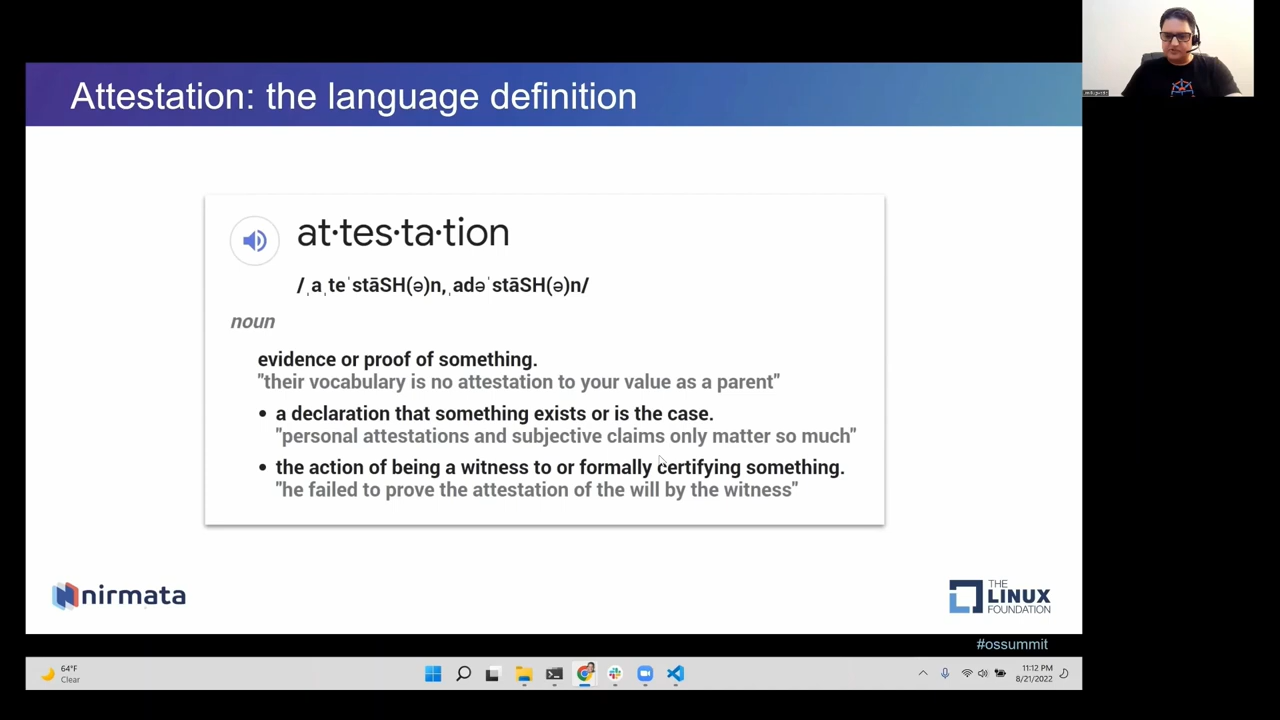 Attestation: the language definition
at·tes·ta·tion
/ˌaˌteˈstāSH(ə)n,ˌadəˈstāSH(ə)n/
noun
evidence or proof of something.
"their vocabulary is no attestation to your value as a parent"
• a declaration that something exists or is the case.
"personal attestations and subjective claims only matter so much"
• the action of being a witness to or formally certifying something.
"he failed to prove the attestation of the will by the witness"
nirmata
THE
LINUX
FOUNDATION
#ossummit
64°F
Clear
11:12 PM
8/21/2022